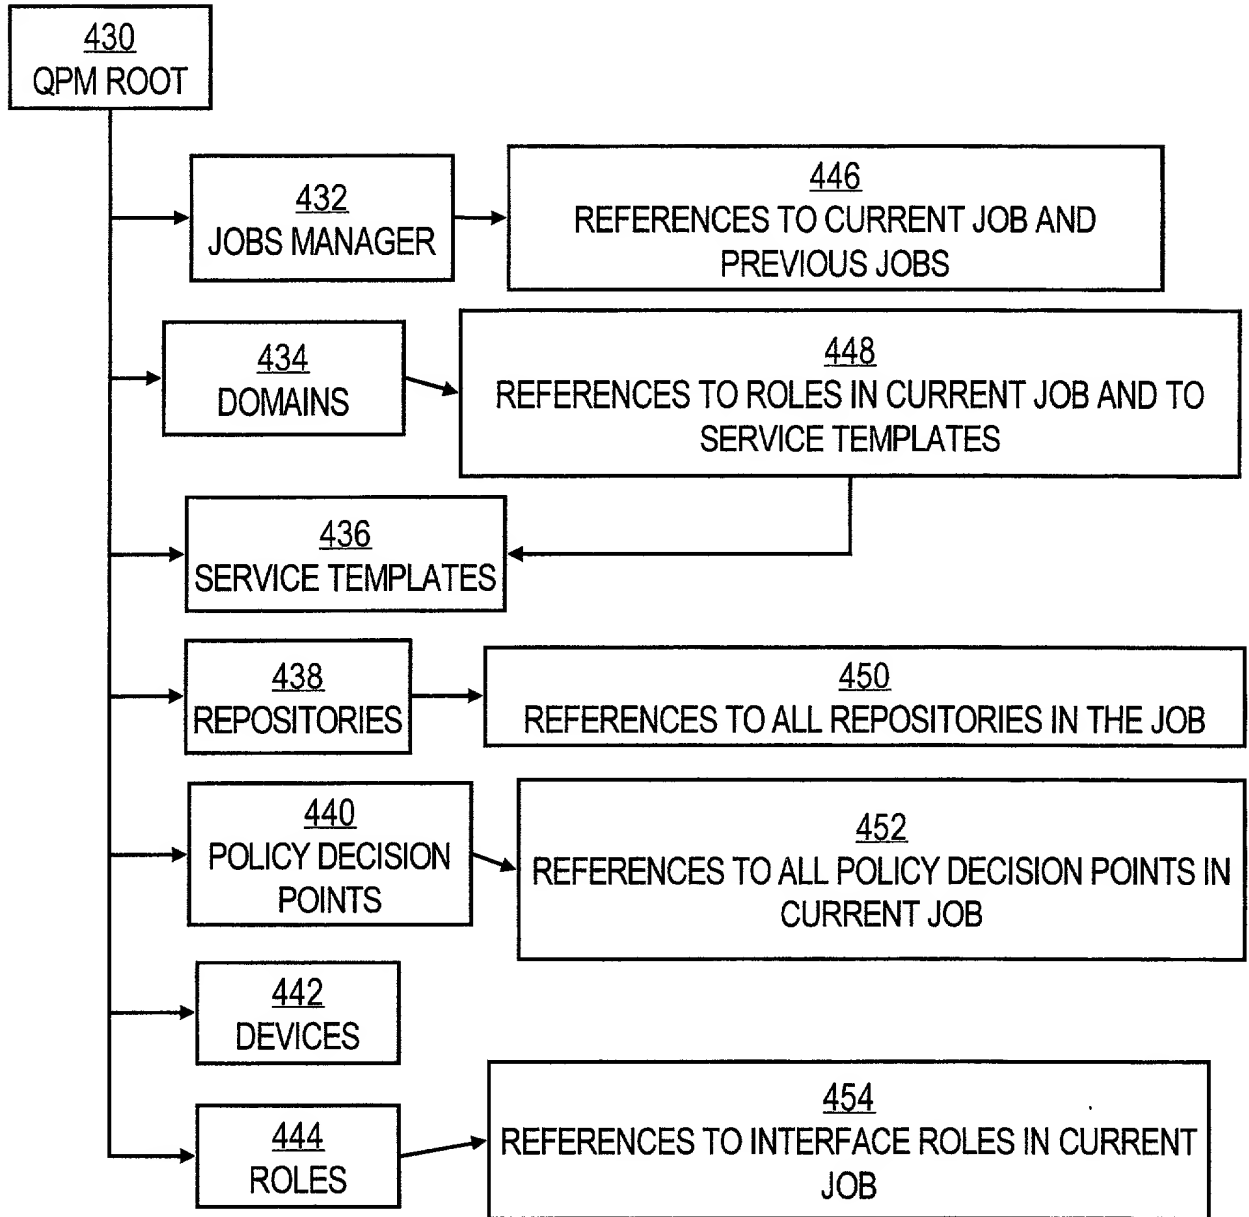 430
QPM ROOT
432
JOBS MANAGER
446
REFERENCES TO CURRENT JOB AND
PREVIOUS JOBS
434
DOMAINS
448
REFERENCES TO ROLES IN CURRENT JOB AND TO
SERVICE TEMPLATES
436
SERVICE TEMPLATES
438
REPOSITORIES
450
REFERENCES TO ALL REPOSITORIES IN THE JOB
440
POLICY DECISION
POINTS
452
REFERENCES TO ALL POLICY DECISION POINTS IN
CURRENT JOB
442
DEVICES
444
ROLES
454
REFERENCES TO INTERFACE ROLES IN CURRENT
JOB